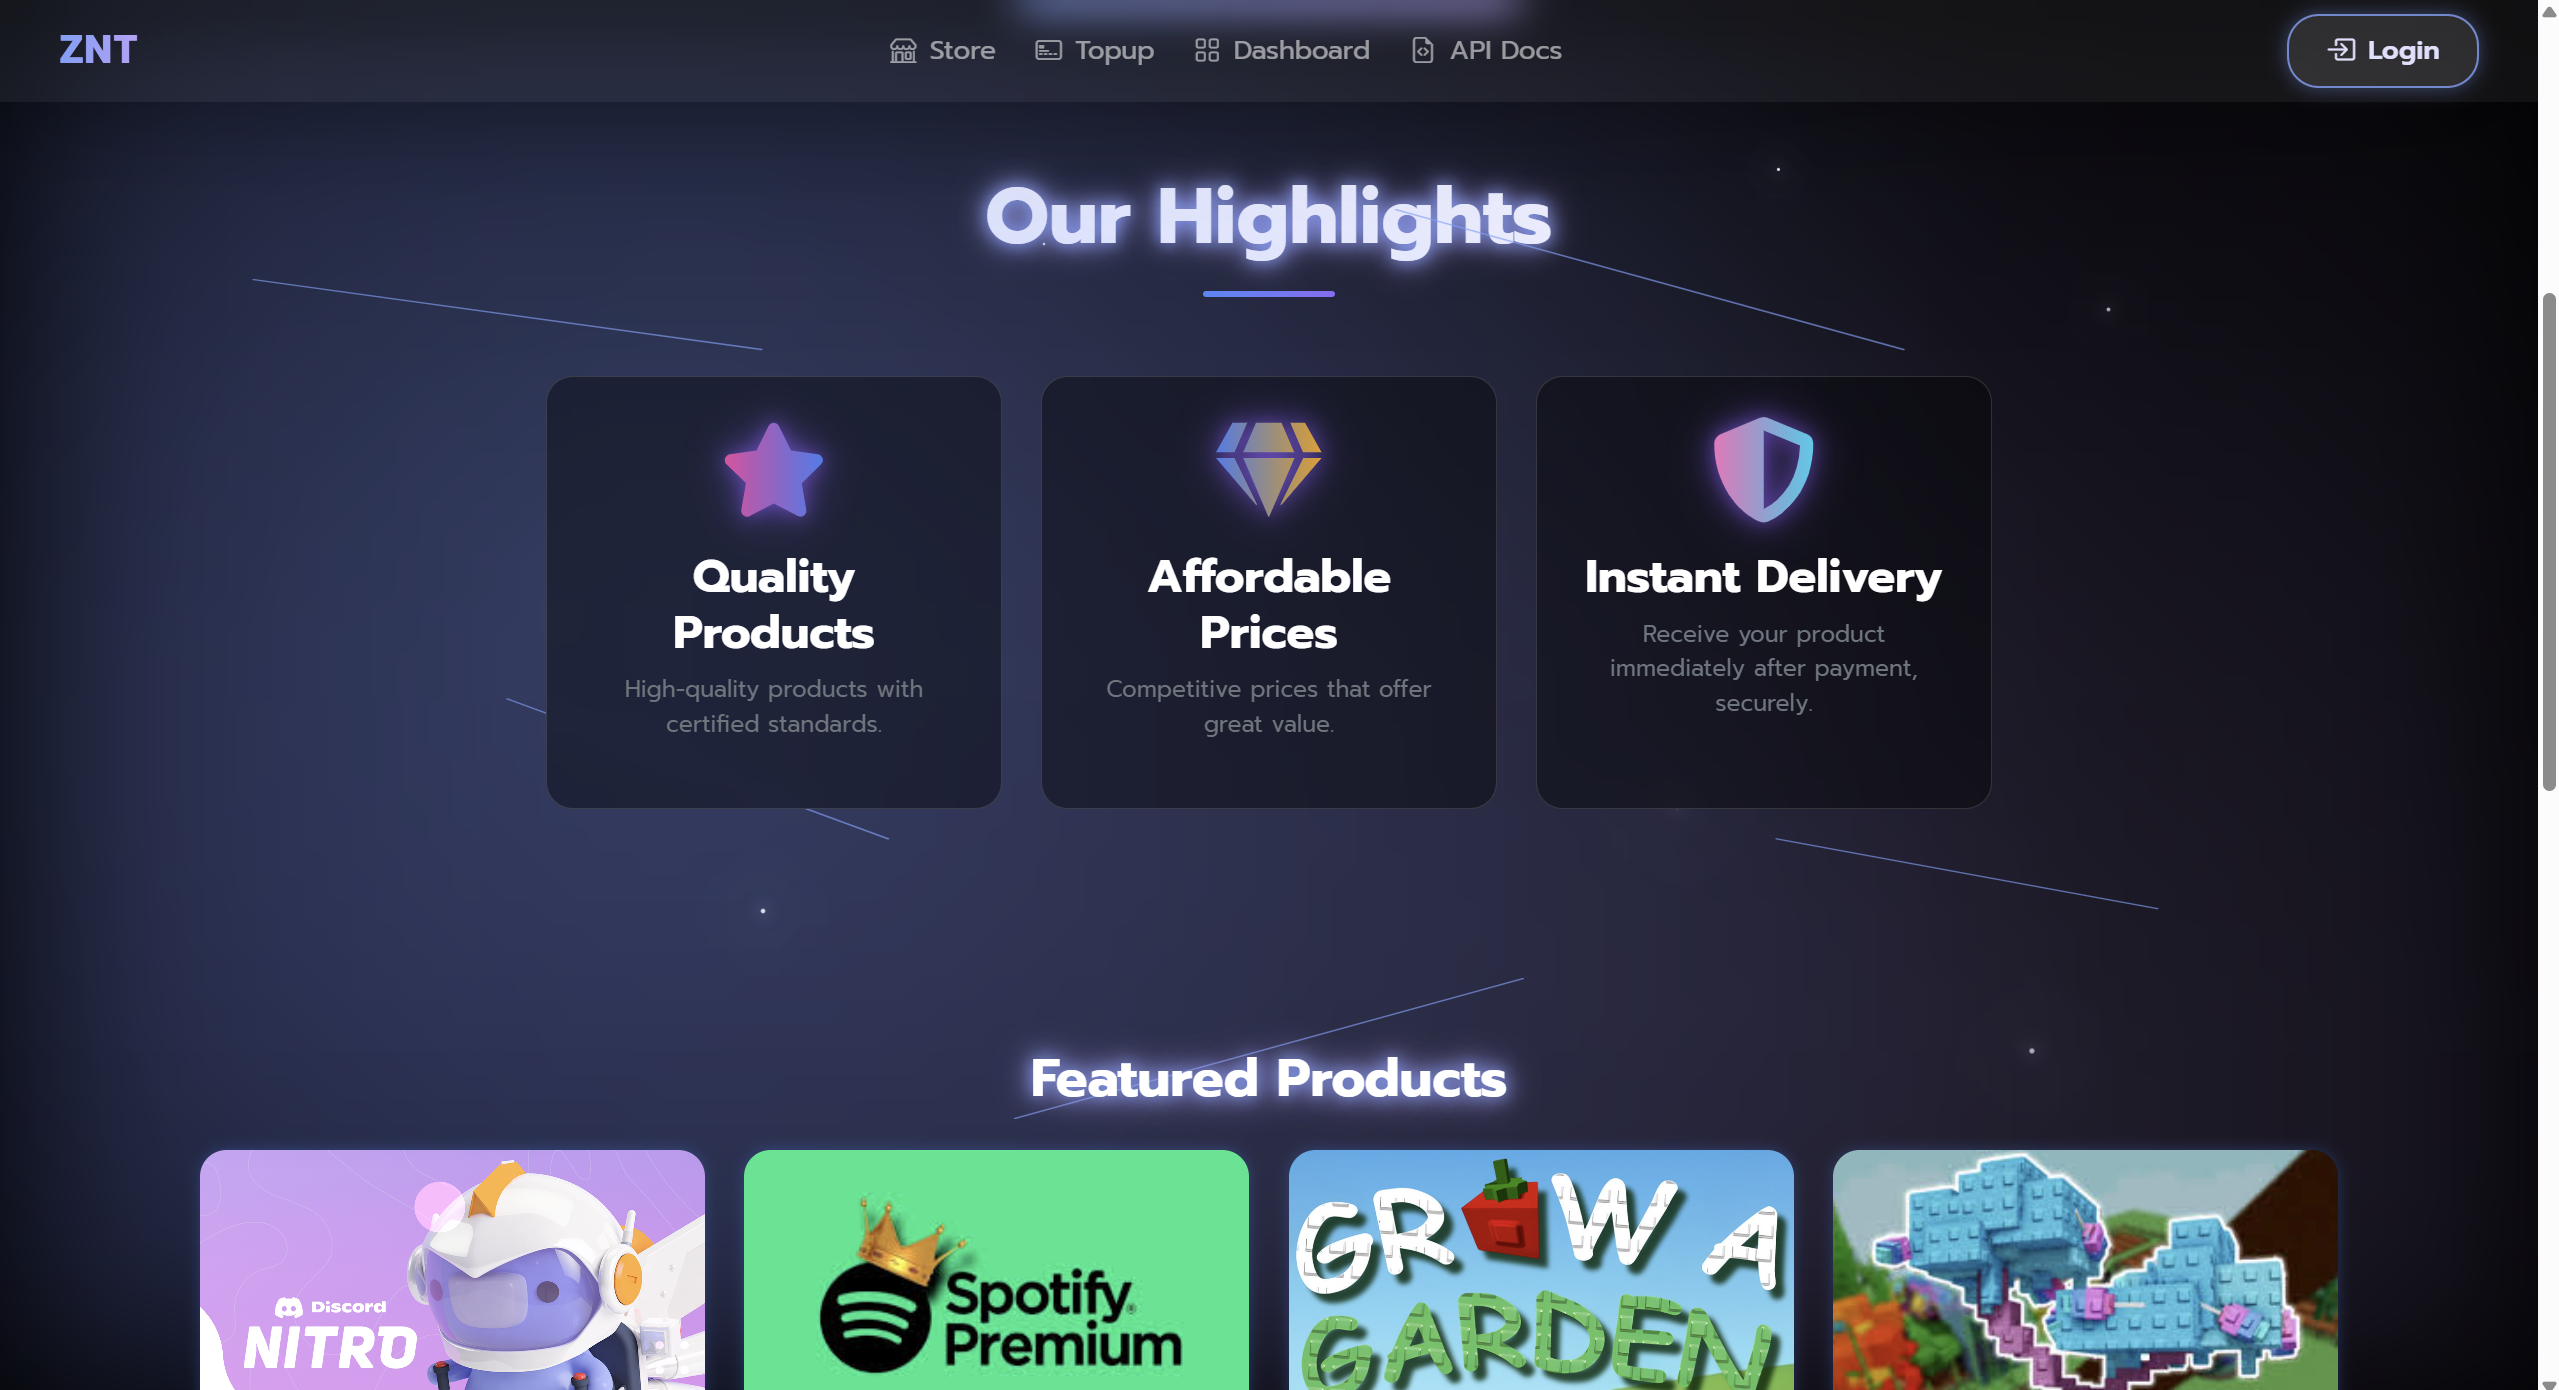 ZNT
Store
Topup
Dashboard
API Docs
Login
Our Highlights
Quality
Products
High-quality products with
certified standards.
Affordable
Prices
Competitive prices that offer
great value.
Instant Delivery
Receive your product
immediately after payment,
securely.
Featured Products
Discord
NITRO
Spotify®
Premium
GROW A
GARDEN